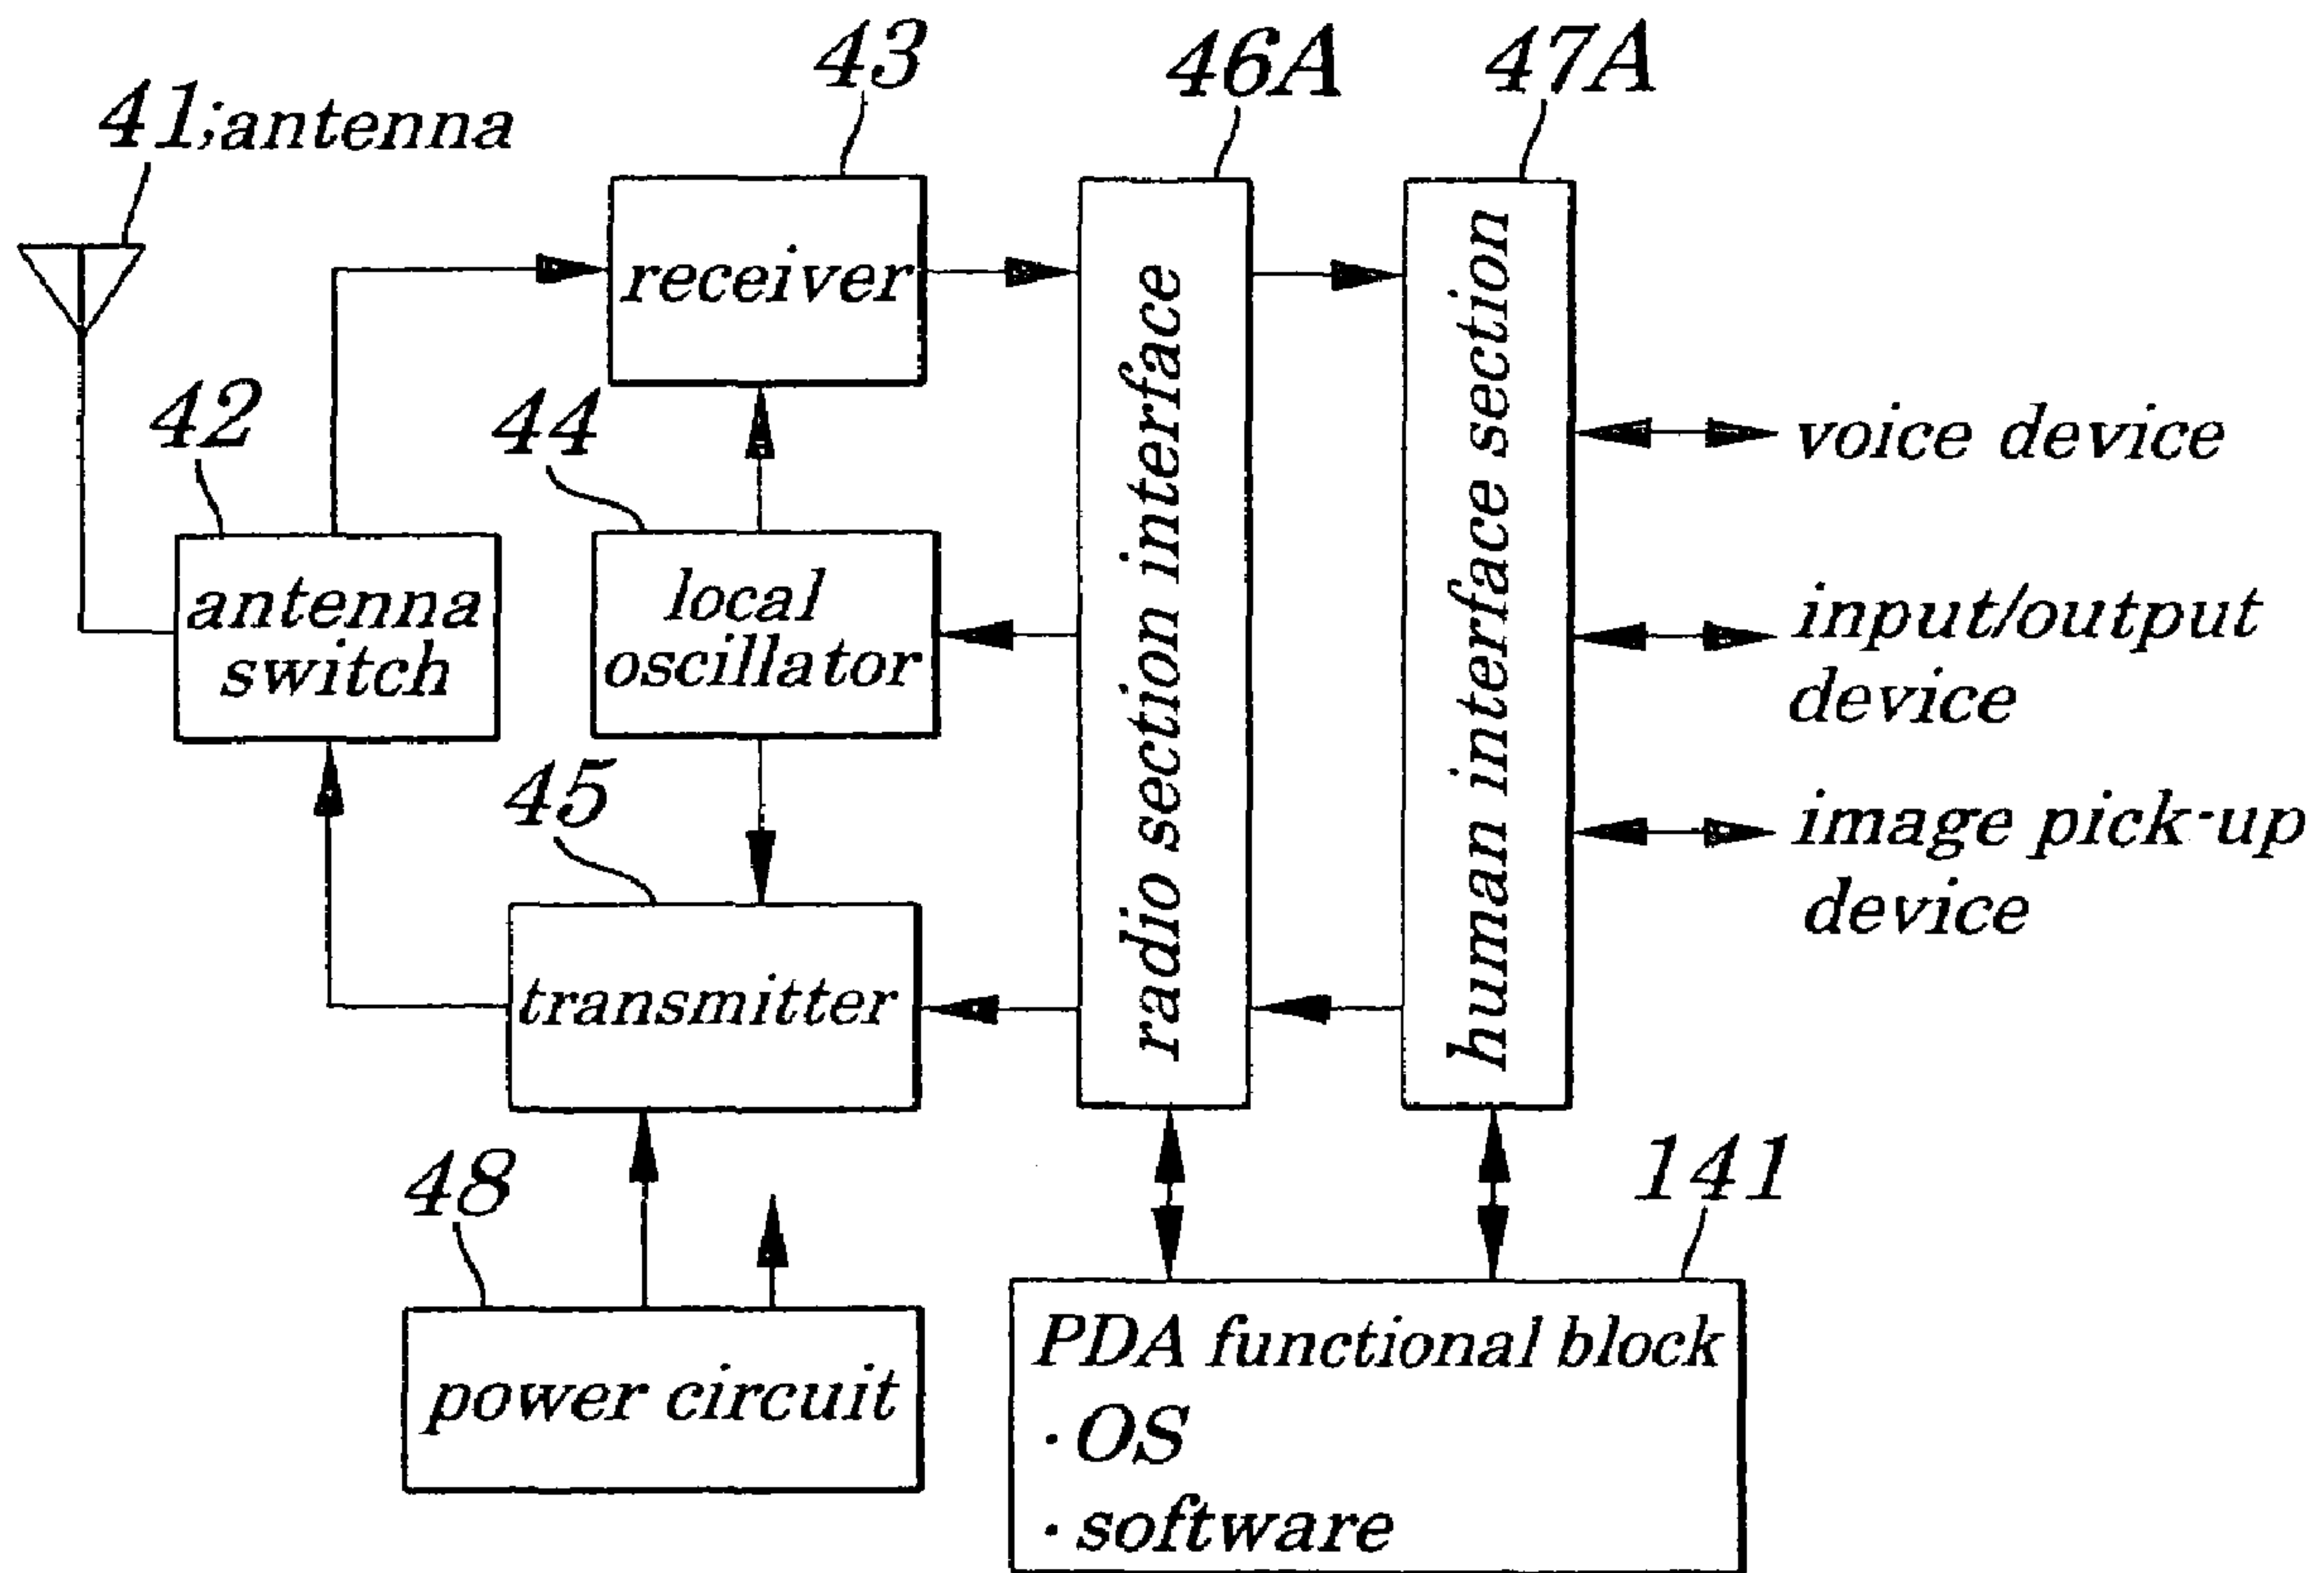 43
46A
47A
41;antenna
receiver
radio section interface
human interface section
42
44
voice device
antenna
switch
local
oscillator
input/output
device
45
image pick-up
device
transmitter
48
141
power circuit
PDA functional block
· OS
· software